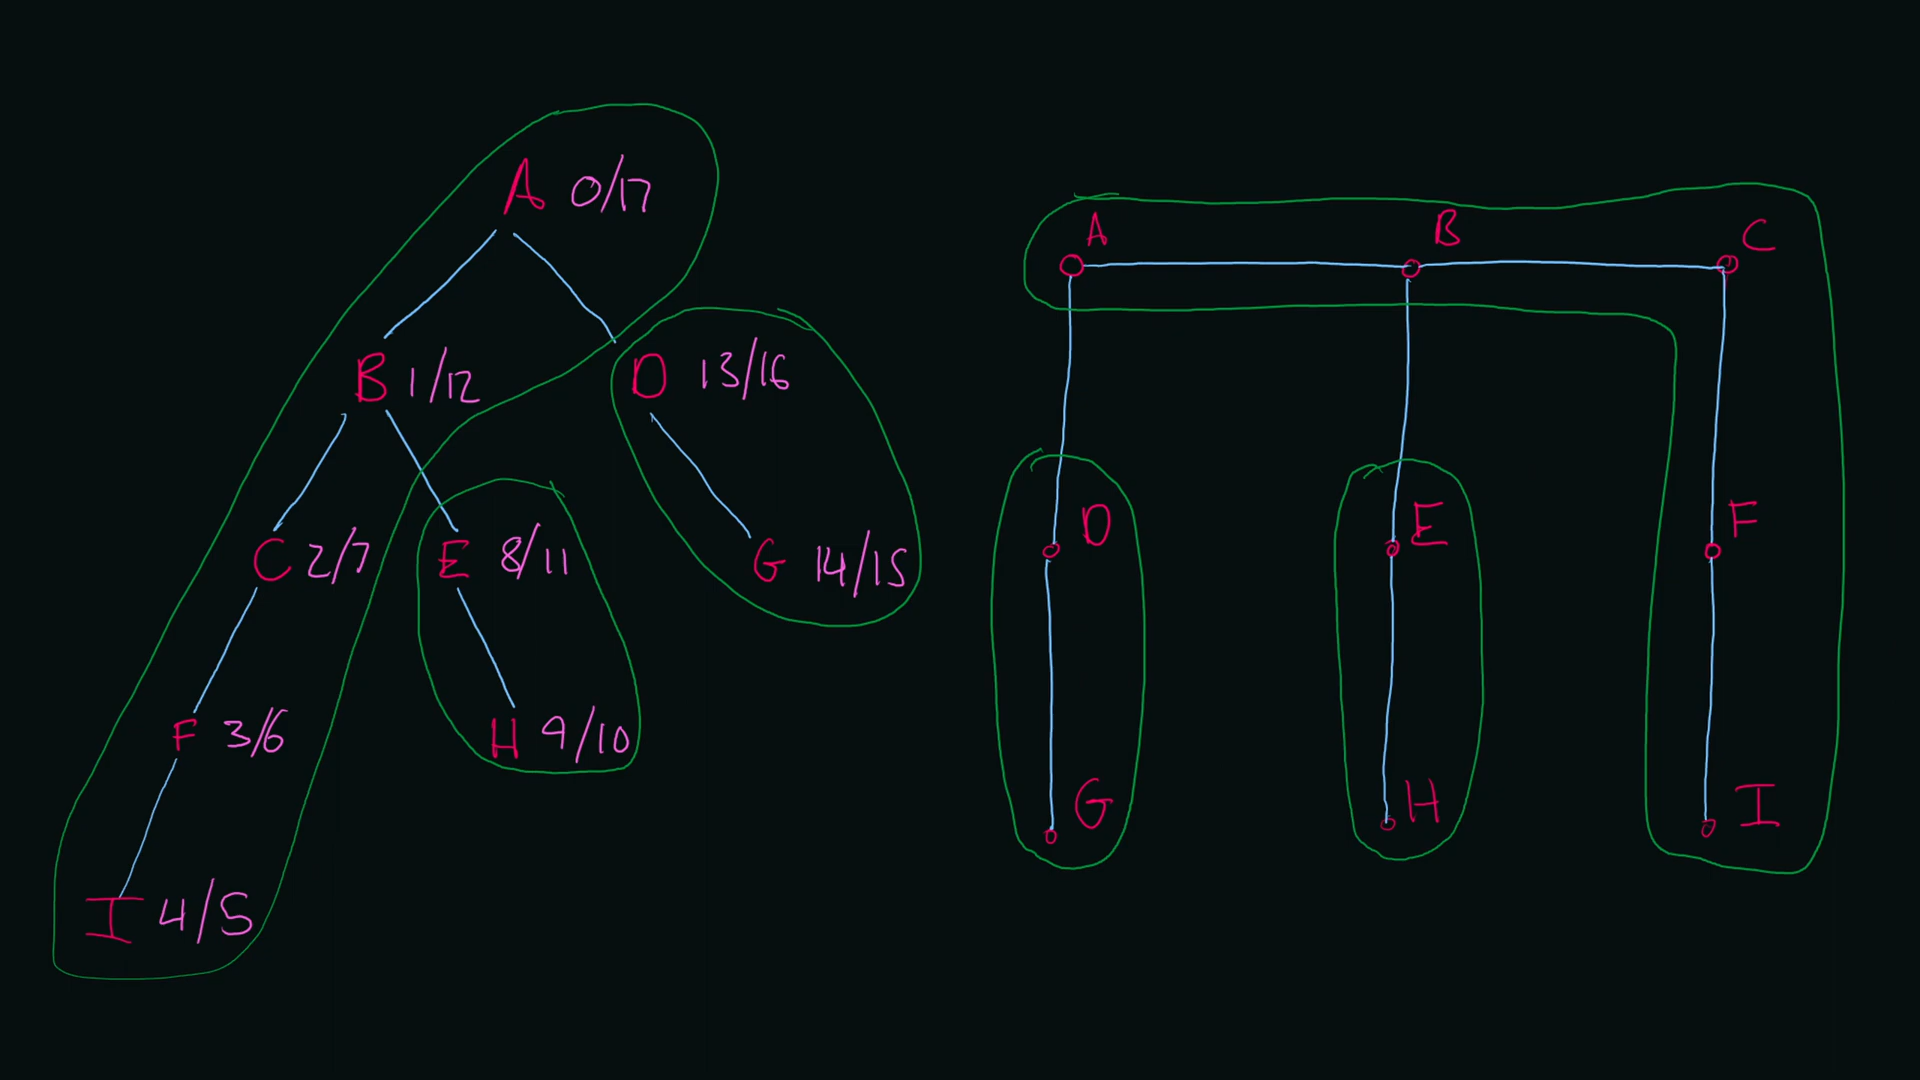 A 0/17
B 1/12
D 13/16
C 2/7
E 8/11
G 14/15
F 3/6
H 9/10
I 4/5
A
B
C
D
E
F
G
H
I